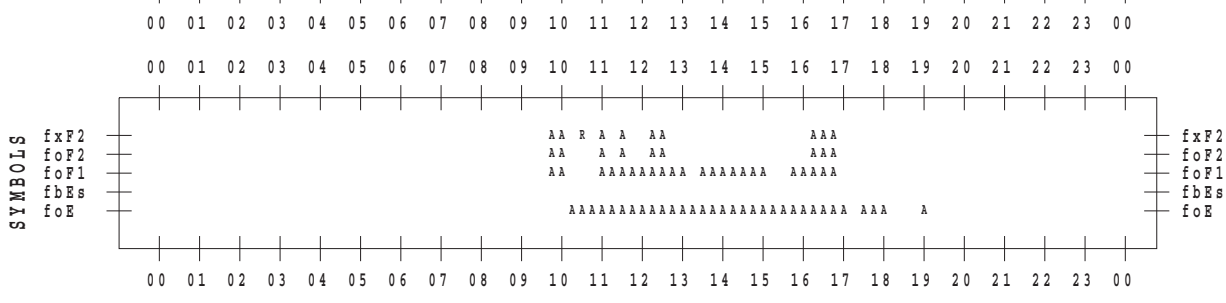 00 01 02 03 04 05 06 07 08 09 10 11 12 13 14 15 16 17 18 19 20 21 22 23 00
00 01 02 03 04 05 06 07 08 09 10 11 12 13 14 15 16 17 18 19 20 21 22 23 00
SYMBOLS
fxF2 AA R A A AA AAA fxF2
foF2 AA A A AA AAA foF2
foF1 AA AAAAAAAAA AAAAAAA AAAAA foF1
fbEs fbEs
foE AAAAAAAAAAAAAAAAAAAAAAAAAAAA AAA A foE
00 01 02 03 04 05 06 07 08 09 10 11 12 13 14 15 16 17 18 19 20 21 22 23 00